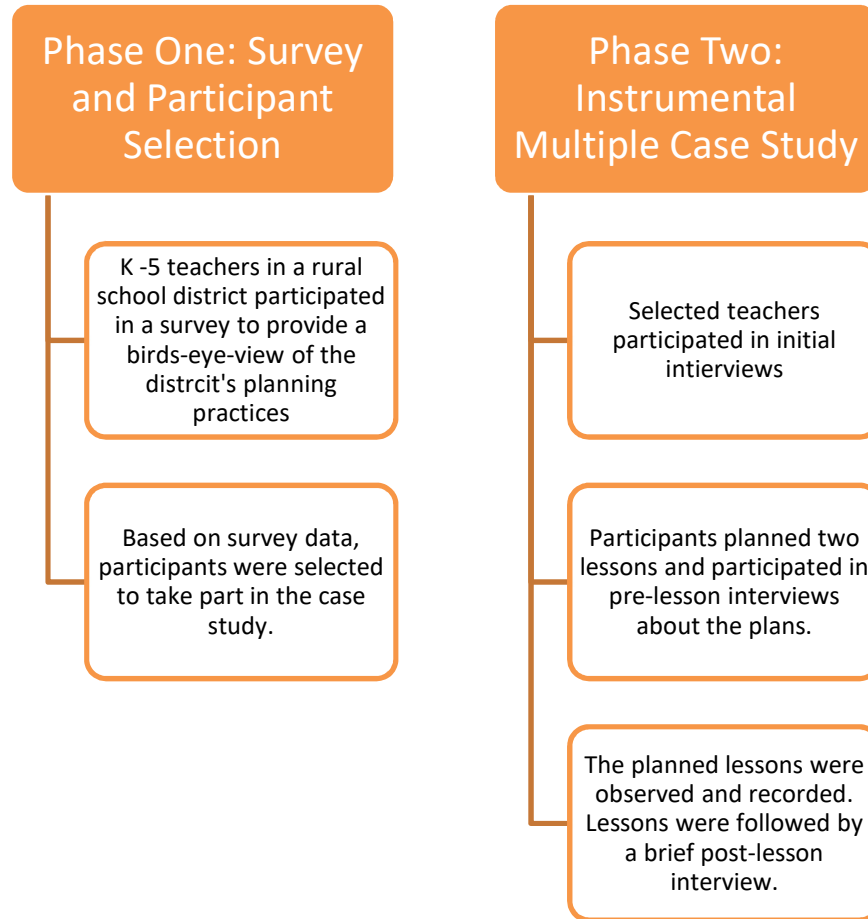 Phase One: Survey
and Participant
Selection
K -5 teachers in a rural
school district participated
in a survey to provide a
birds-eye-view of the
distrcit's planning
practices
Based on survey data,
participants were selected
to take part in the case
study.
Phase Two:
Instrumental
Multiple Case Study
Selected teachers
participated in initial
intierviews
Participants planned two
lessons and participated in
pre-lesson interviews
about the plans.
The planned lessons were
observed and recorded.
Lessons were followed by
a brief post-lesson
interview.